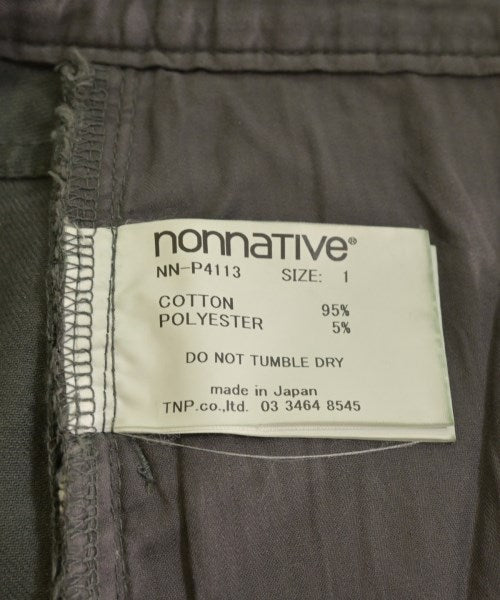 nonnative®
NN-P4113 SIZE: 1
COTTON 95%
POLYESTER 5%
DO NOT TUMBLE DRY
made in Japan
TNP.co.,ltd. 03 3464 8545